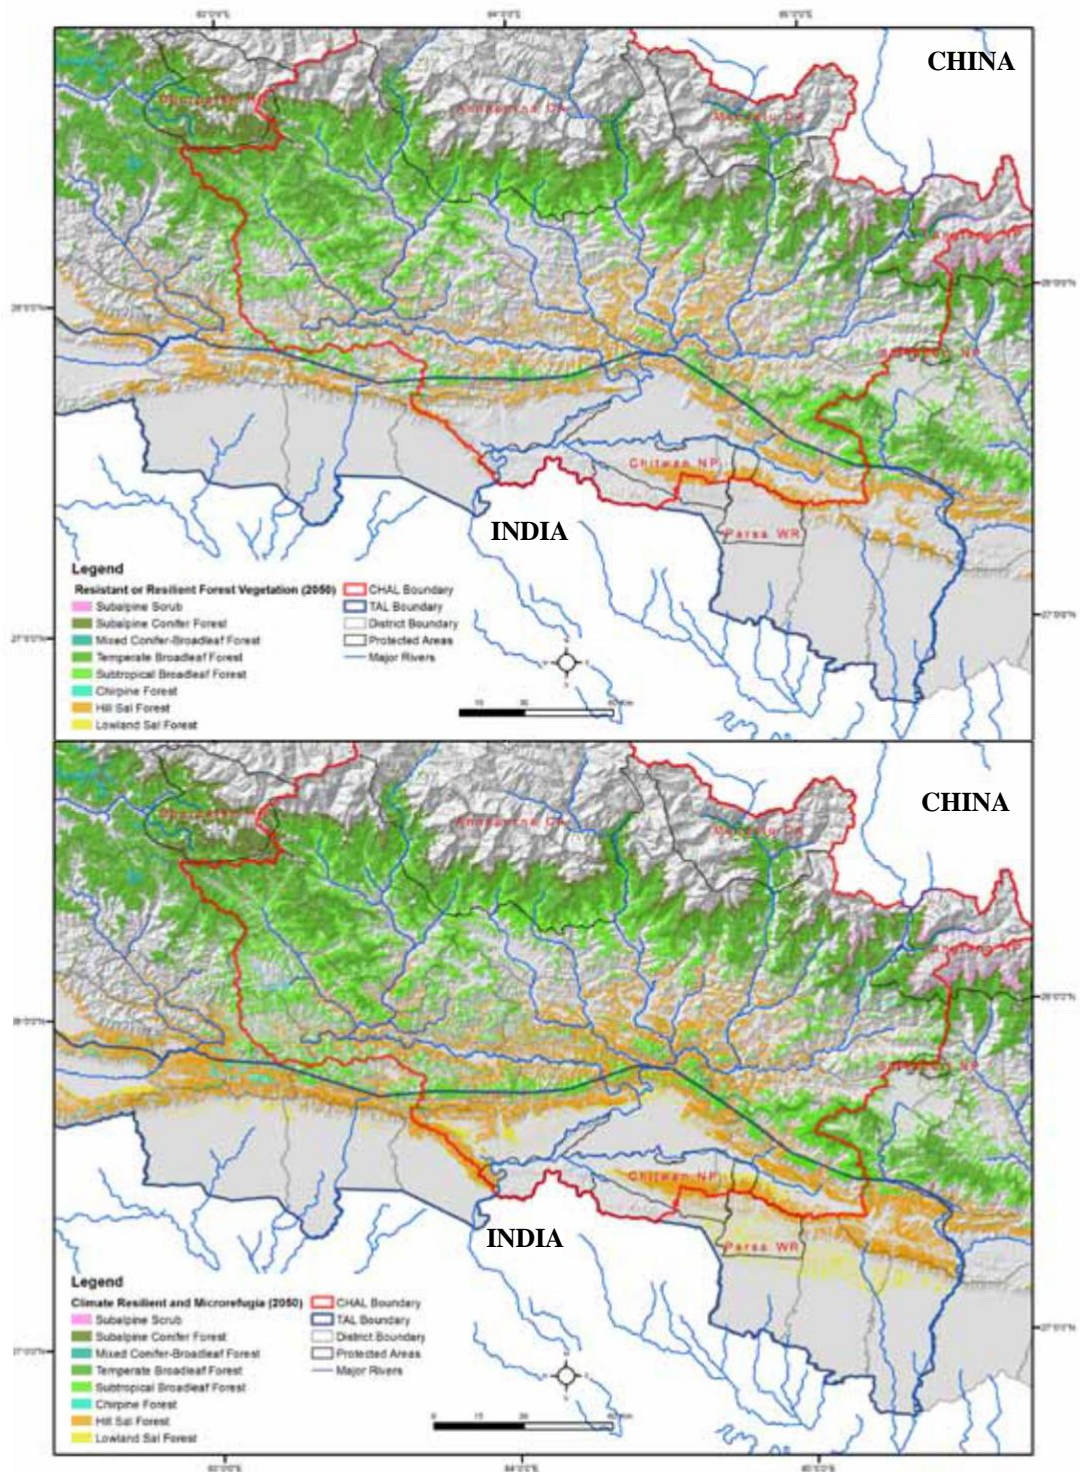 CHINA
Chitwan NP
INDIA
Parsa WR
Legend
Resistant or Resilient Forest Vegetation (2050)
Subalpine Scrub
Subalpine Conifer Forest
Mixed Conifer-Broadleaf Forest
Temperate Broadleaf Forest
Subtropical Broadleaf Forest
Chirpine Forest
Hill Sal Forest
Lowland Sal Forest
CHAL Boundary
TAL Boundary
District Boundary
Protected Areas
Major Rivers
CHINA
Chitwan NP
INDIA
Parsa WR
Legend
Climate Resilient and Microrefugia (2050)
Subalpine Scrub
Subalpine Conifer Forest
Mixed Conifer-Broadleaf Forest
Temperate Broadleaf Forest
Subtropical Broadleaf Forest
Chirpine Forest
Hill Sal Forest
Lowland Sal Forest
CHAL Boundary
TAL Boundary
District Boundary
Protected Areas
Major Rivers